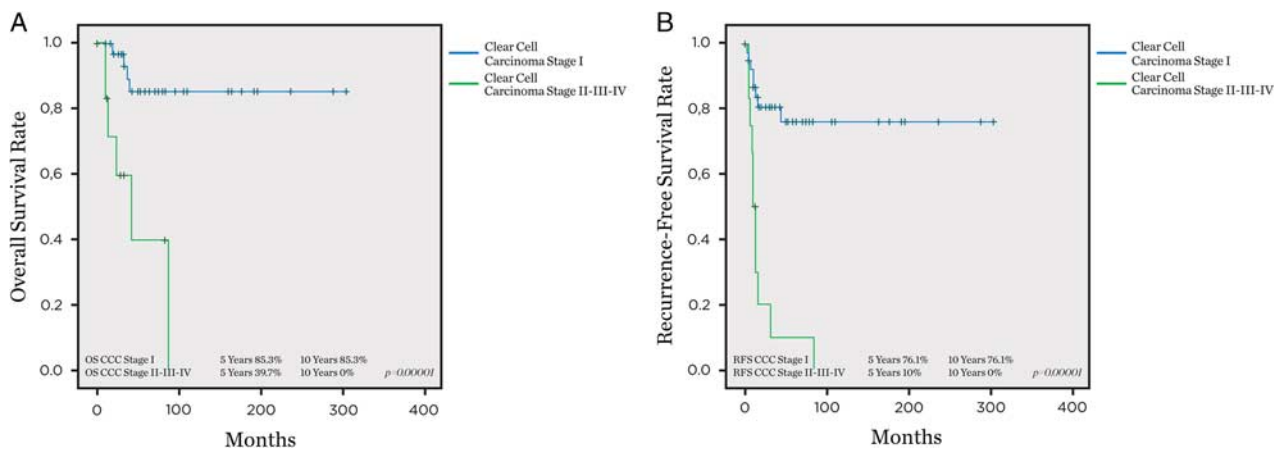 A
Overall Survival Rate
1.0
0.8
0,6
0.4
0,2
0.0
OS CCC Stage I 5 Years 85.3% 10 Years 85.3%
OS CCC Stage II-III-IV 5 Years 39.7% 10 Years 0% p=0.00001
0 100 200 300 400
Months
Clear Cell
Carcinoma Stage I
Clear Cell
Carcinoma Stage II-III-IV
B
Recurrence-Free Survival Rate
1.0
0.8
0,6
0.4
0,2
0.0
RFS CCC Stage I 5 Years 76.1% 10 Years 76.1%
RFS CCC Stage II-III-IV 5 Years 10% 10 Years 0% p=0.00001
0 100 200 300 400
Months
Clear Cell
Carcinoma Stage I
Clear Cell
Carcinoma Stage II-III-IV